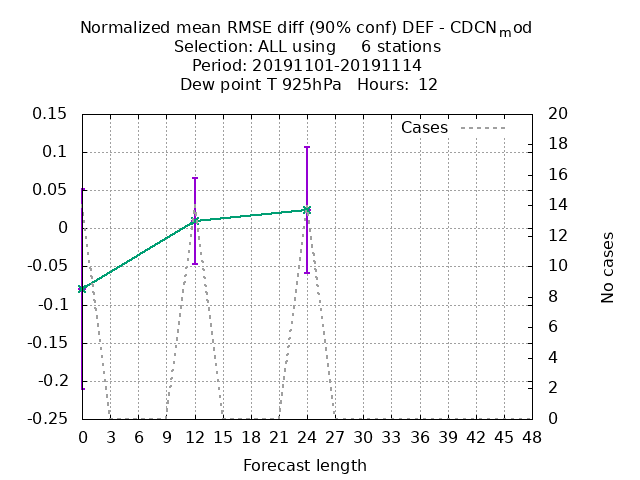 Normalized mean RMSE diff (90% conf) DEF - CDCNmod
Selection: ALL using 6 stations
Period: 20191101-20191114
Dew point T 925hPa Hours: 12
Cases
0.15
0.1
0.05
0
-0.05
-0.1
-0.15
-0.2
-0.25
20
18
16
14
12
10
8
6
4
2
0
No cases
0 3 6 9 12 15 18 21 24 27 30 33 36 39 42 45 48
Forecast length